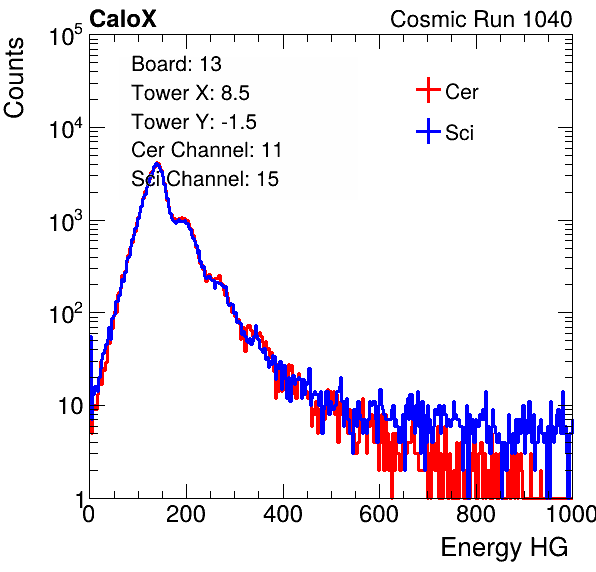 CaloX Cosmic Run 1040
Counts
10^5
10^4
10^3
10^2
10
1
Board: 13
Tower X: 8.5
Tower Y: -1.5
Cer Channel: 11
Sci Channel: 15
Cer
Sci
0 200 400 600 800 1000
Energy HG